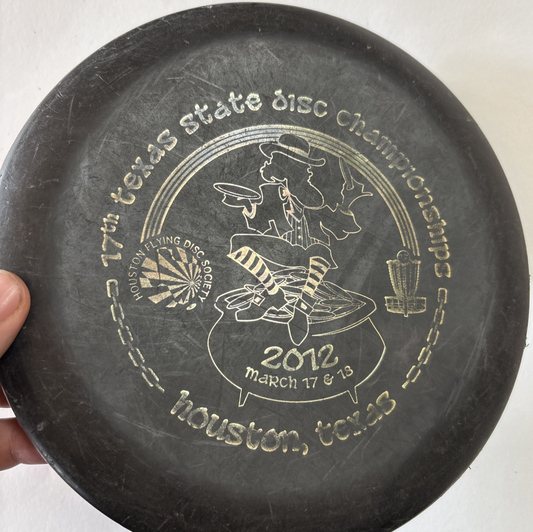 17th texas state disc championships
HOUSTON FLYING DISC SOCIETY
2012
march 17 & 18
houston, texas